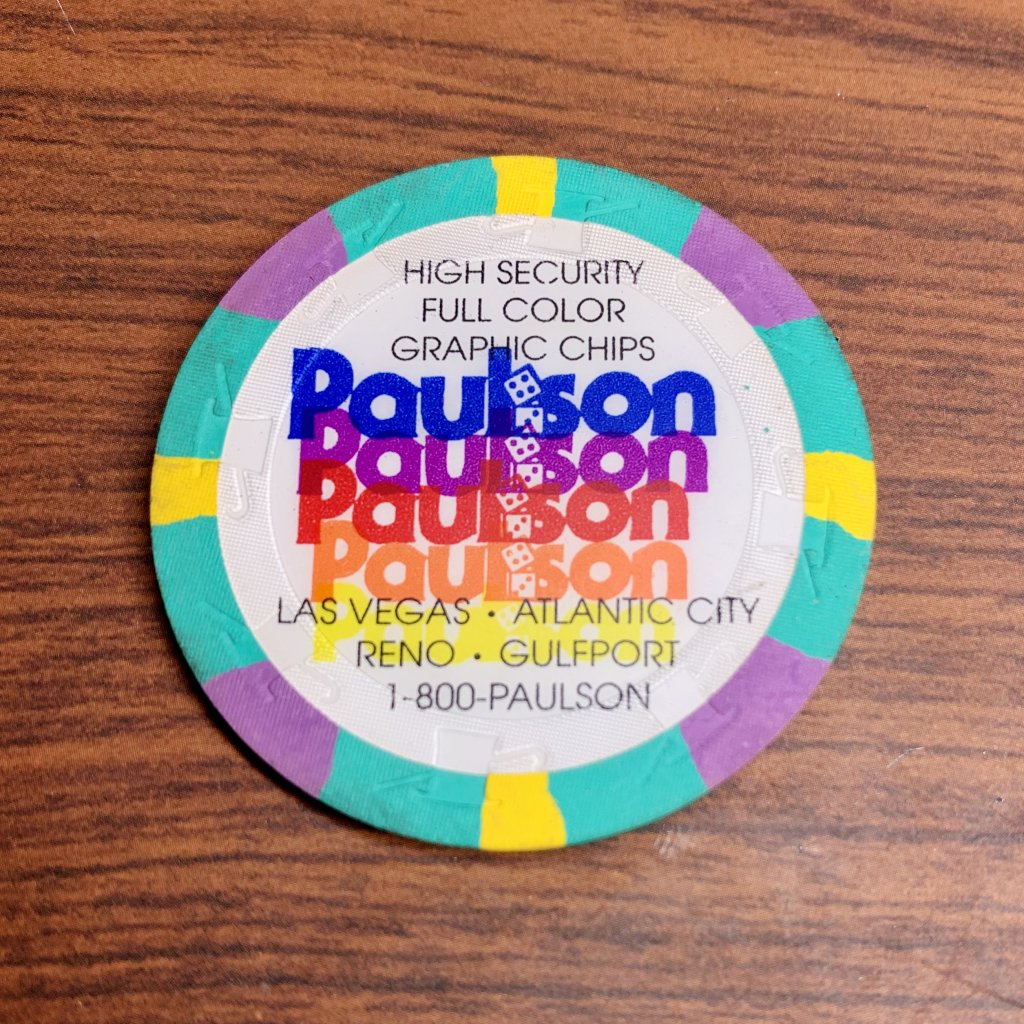 HIGH SECURITY
FULL COLOR
GRAPHIC CHIPS
Paulson
Paulson
Paulson
Paulson
Paulson
LAS VEGAS • ATLANTIC CITY
RENO • GULFPORT
1-800-PAULSON